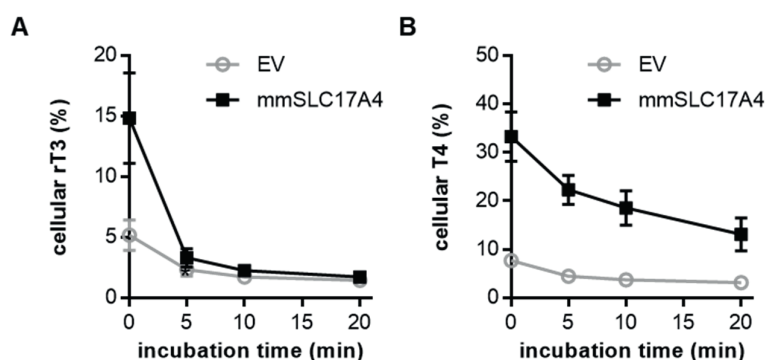 A
cellular rT3 (%)
20
15
10
5
0
EV
mmSLC17A4
0 5 10 15 20
incubation time (min)
B
cellular T4 (%)
50
40
30
20
10
0
EV
mmSLC17A4
0 5 10 15 20
incubation time (min)